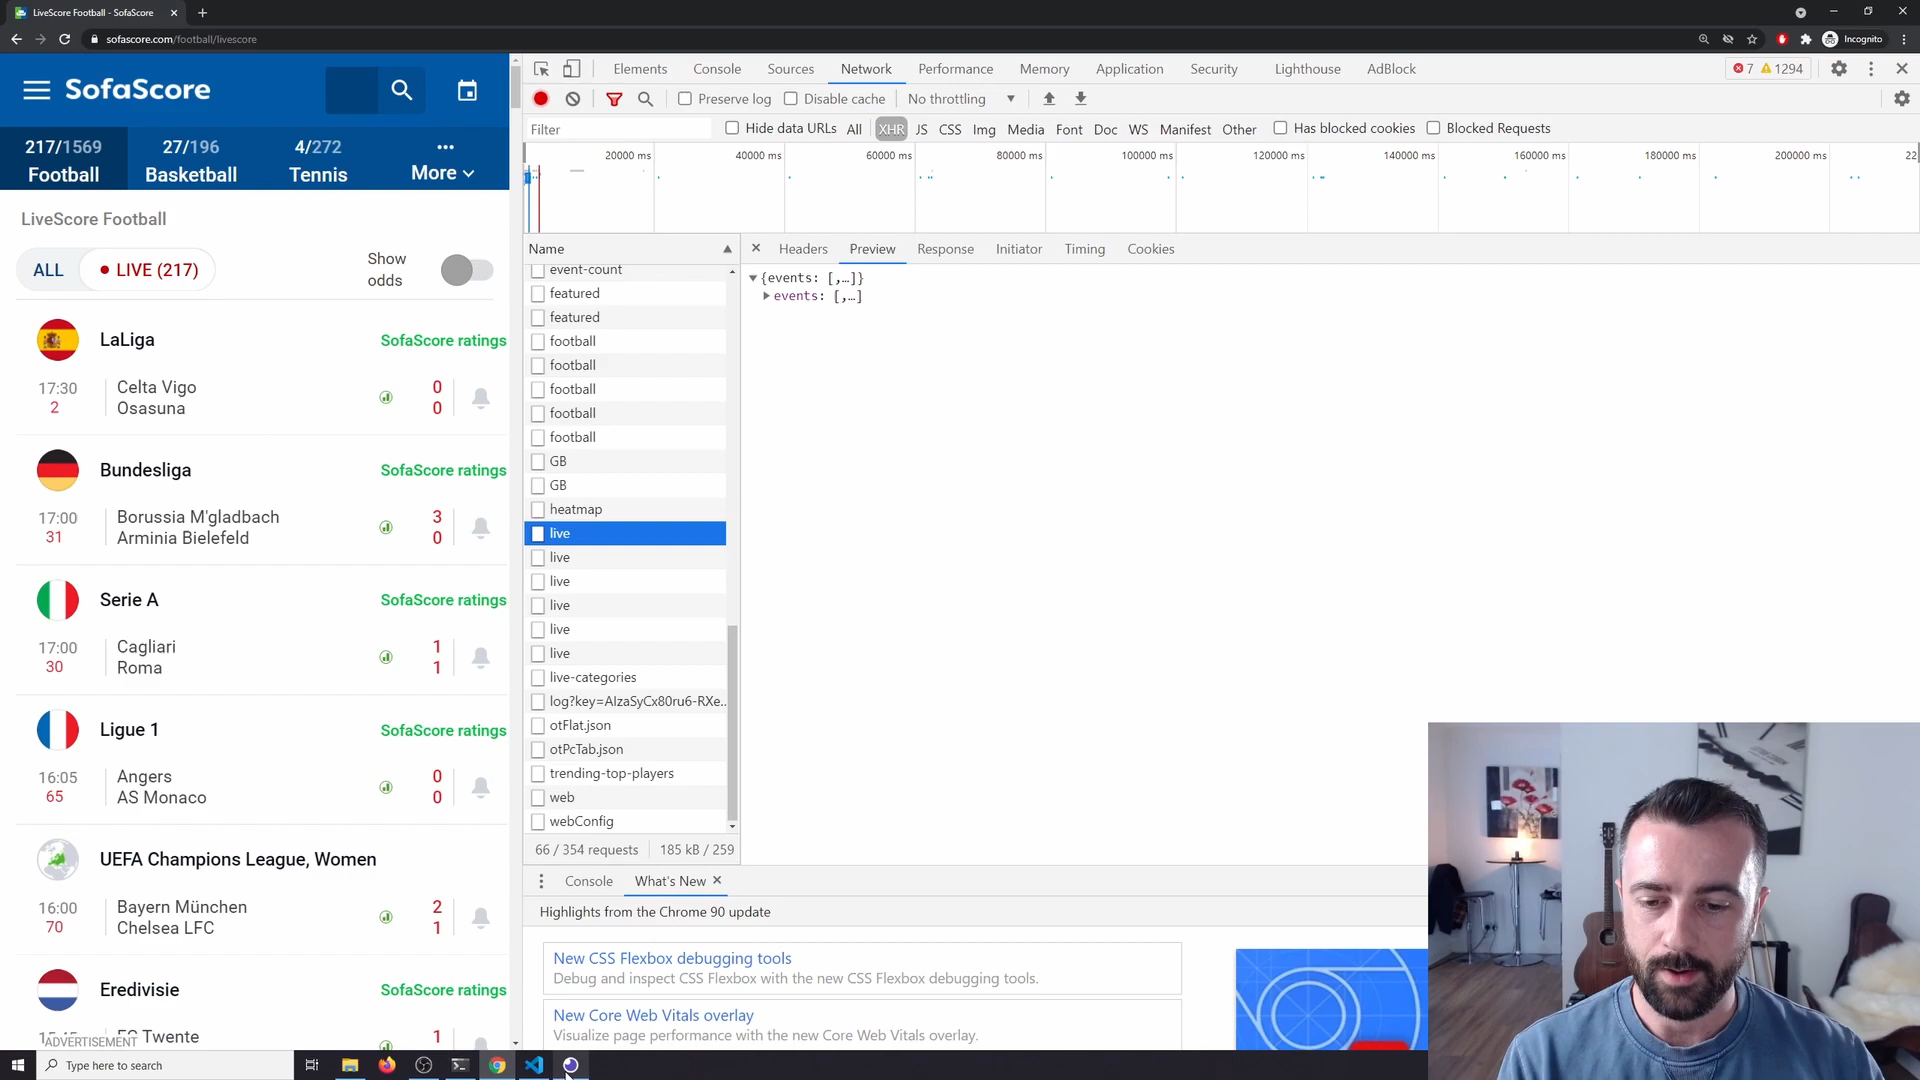 LiveScore Football - SofaScore
sofascore.com/football/livescore
Incognito
SofaScore
217/1569
Football
27/196
Basketball
4/272
Tennis
More
LiveScore Football
ALL
LIVE (217)
Show
odds
LaLiga
SofaScore ratings
17:30
2
Celta Vigo
Osasuna
0
0
Bundesliga
SofaScore ratings
17:00
31
Borussia M'gladbach
Arminia Bielefeld
3
0
Serie A
SofaScore ratings
17:00
30
Cagliari
Roma
1
1
Ligue 1
SofaScore ratings
16:05
65
Angers
AS Monaco
0
0
UEFA Champions League, Women
16:00
70
Bayern München
Chelsea LFC
2
1
Eredivisie
SofaScore ratings
FC Twente
1
ADVERTISEMENT
Elements
Console
Sources
Network
Performance
Memory
Application
Security
Lighthouse
AdBlock
7
1294
Preserve log
Disable cache
No throttling
Filter
Hide data URLs
All
XHR
JS
CSS
Img
Media
Font
Doc
WS
Manifest
Other
Has blocked cookies
Blocked Requests
20000 ms
40000 ms
60000 ms
80000 ms
100000 ms
120000 ms
140000 ms
160000 ms
180000 ms
200000 ms
22
Name
event-count
featured
featured
football
football
football
football
football
GB
GB
heatmap
live
live
live
live
live
live
live-categories
log?key=AIzaSyCx80ru6-RXe..
otFlat.json
otPcTab.json
trending-top-players
web
webConfig
66 / 354 requests
185 kB / 259
Headers
Preview
Response
Initiator
Timing
Cookies
{events: [,…]}
events: [,…]
Console
What's New
Highlights from the Chrome 90 update
New CSS Flexbox debugging tools
Debug and inspect CSS Flexbox with the new CSS Flexbox debugging tools.
New Core Web Vitals overlay
Visualize page performance with the new Core Web Vitals overlay.
Type here to search